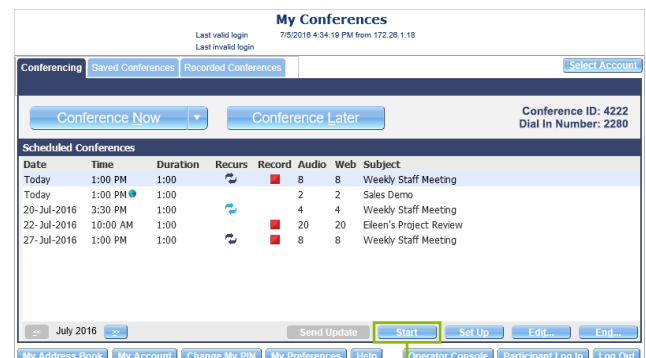 My Conferences
Last valid login 7/5/2016 4:34:19 PM from 172.26.1.18
Last invalid login
Conferencing Saved Conferences Recorded Conferences Select Account
Conference Now Conference Later
Conference ID: 4222
Dial In Number: 2280
Scheduled Conferences
Date Time Duration Recurs Record Audio Web Subject
Today 1:00 PM 1:00 8 8 Weekly Staff Meeting
Today 1:00 PM 1:00 2 2 Sales Demo
20-Jul-2016 3:30 PM 1:00 4 4 Weekly Staff Meeting
22-Jul-2016 10:00 AM 1:00 20 20 Eileen's Project Review
27-Jul-2016 1:00 PM 1:00 8 8 Weekly Staff Meeting
<< July 2016 >> Send Update Start Set Up Edit... End...
My Address Book My Account Change My PIN My Preferences Help Operator Console Participant Log In Log Out